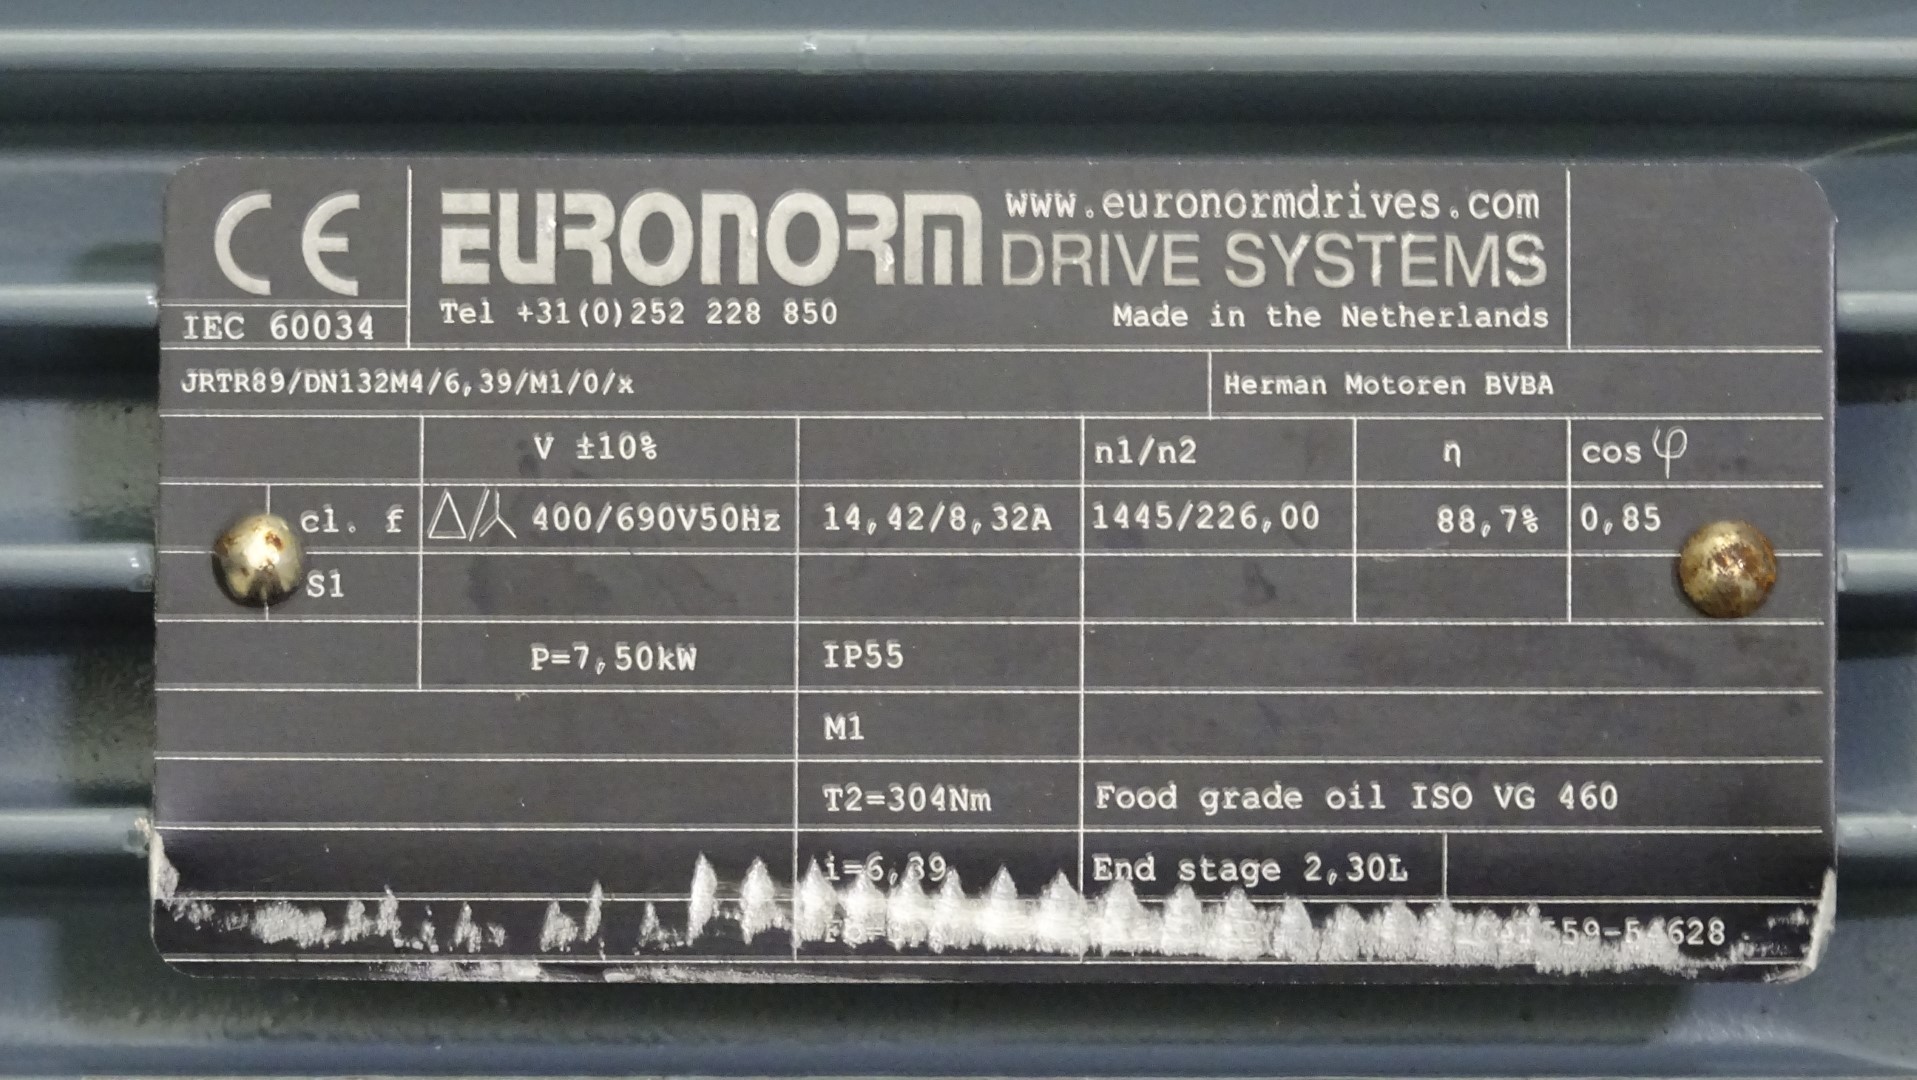 CE
IEC 60034
EURONORM
www.euronormdrives.com
DRIVE SYSTEMS
Tel +31(0)252 228 850
Made in the Netherlands
JRTR89/DN132M4/6,39/M1/0/x
Herman Motoren BVBA
V ±10% n1/n2 η cosφ
cl. f △/⅄ 400/690V50Hz 14,42/8,32A 1445/226,00 88,7% 0,85
S1
P=7,50kW IP55
M1
T2=304Nm Food grade oil ISO VG 460
i=6,39 End stage 2,30L